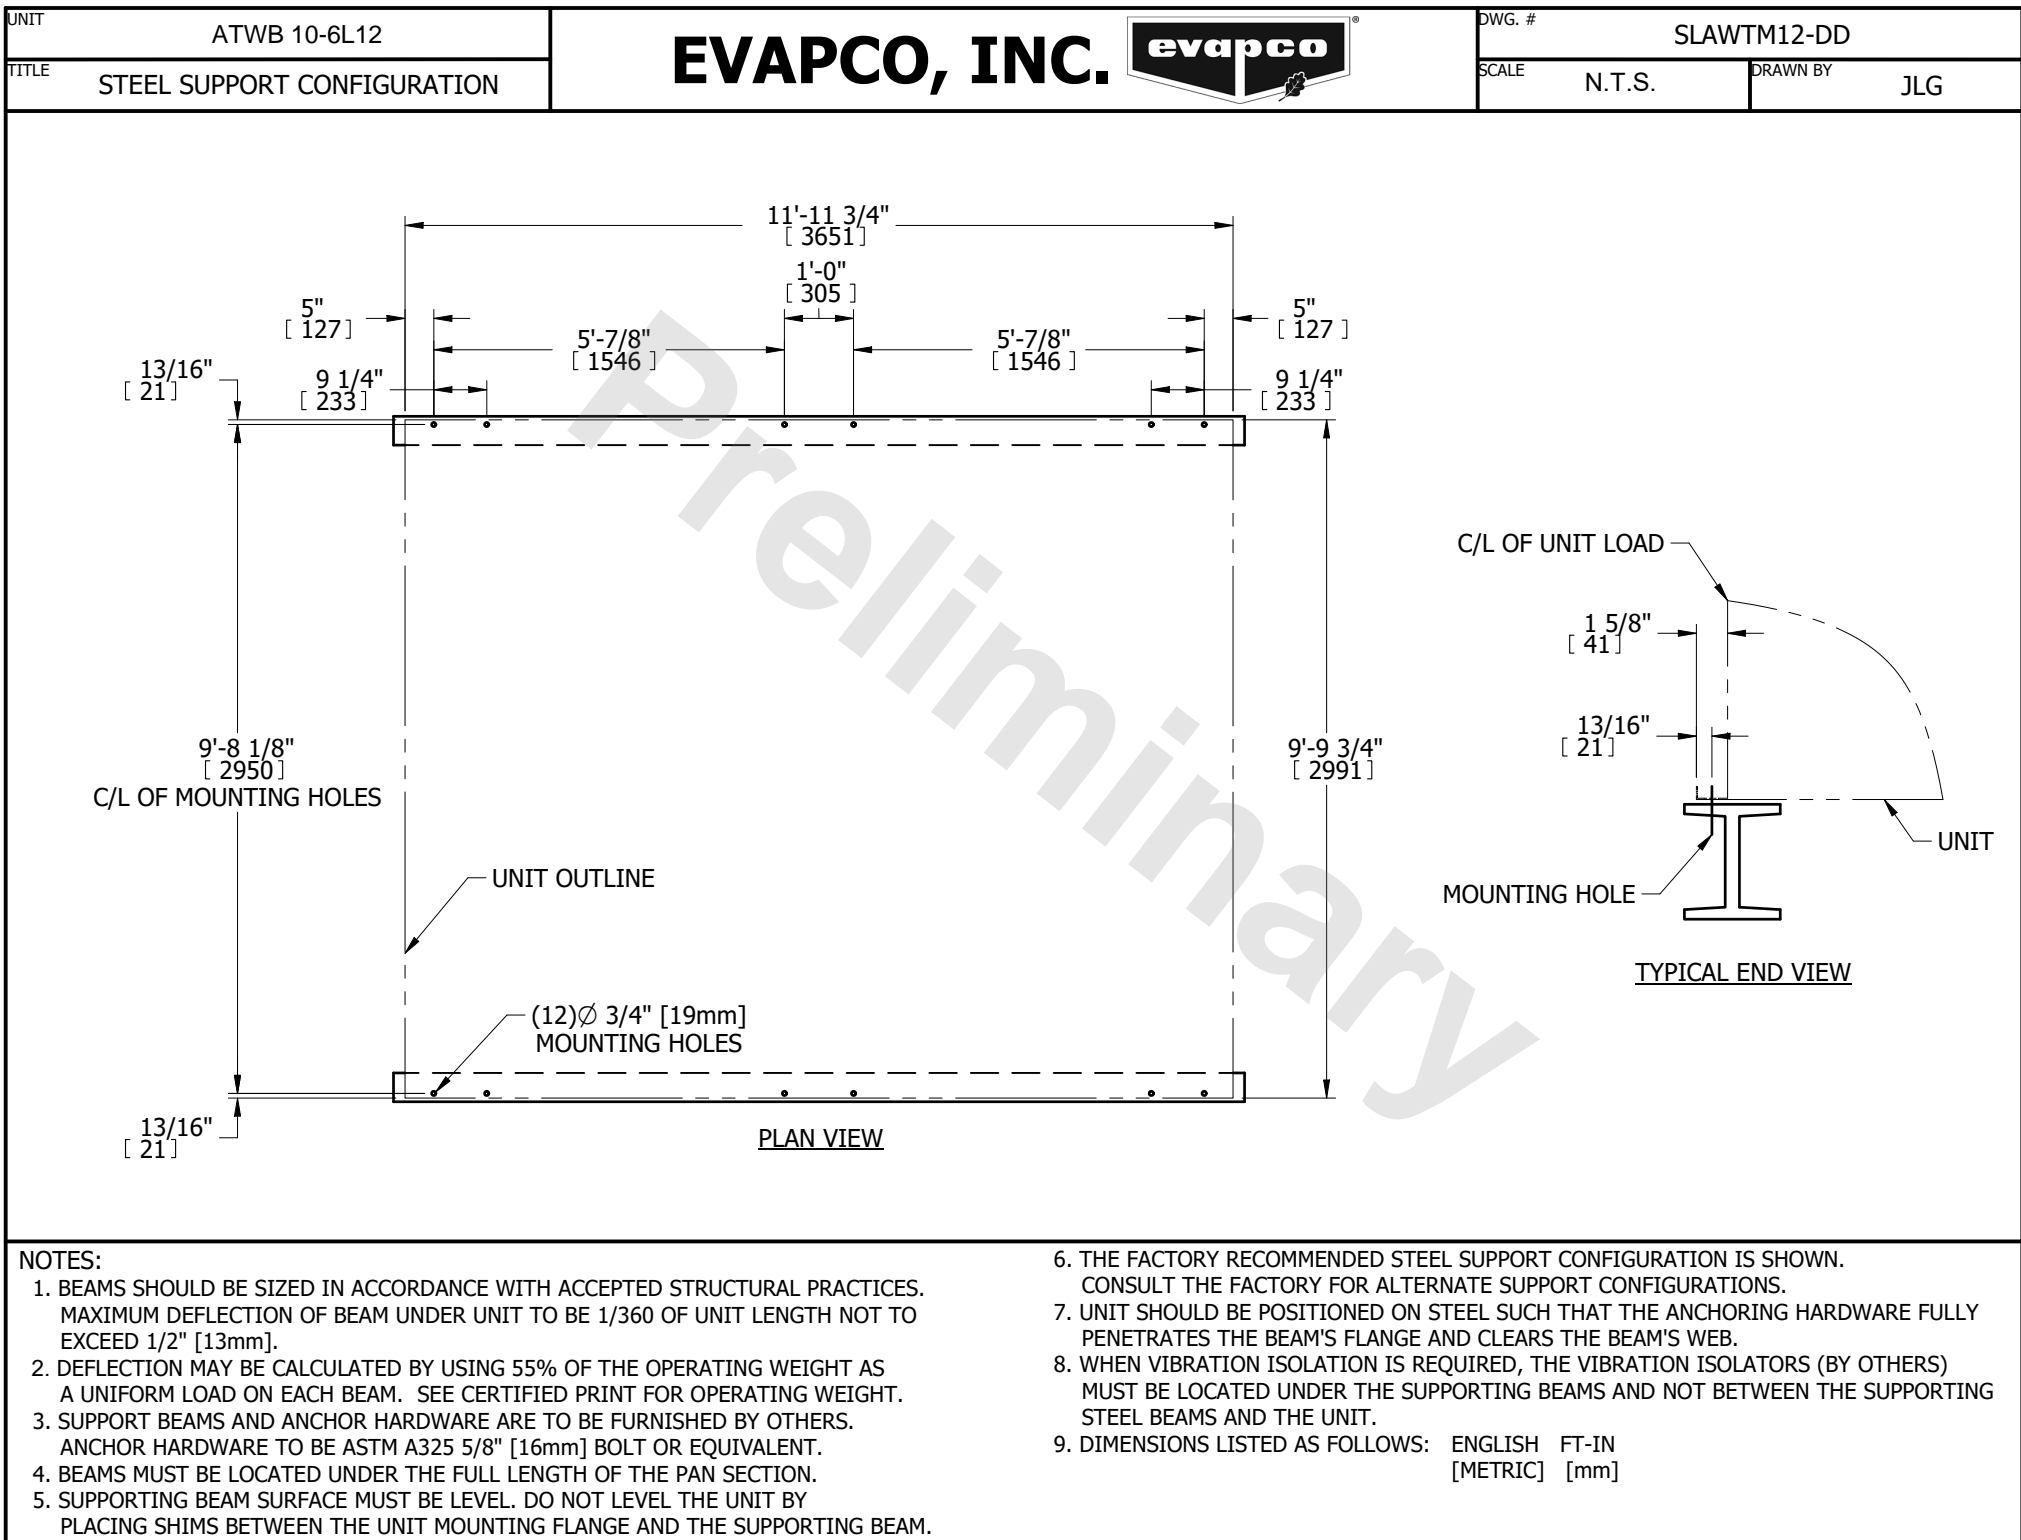 UNIT
ATWB 10-6L12
TITLE
STEEL SUPPORT CONFIGURATION
EVAPCO, INC.
evapco
®
DWG. #
SLAWTM12-DD
SCALE
N.T.S.
DRAWN BY
JLG
11'-11 3/4"
[ 3651]
1'-0"
[ 305 ]
5"
[ 127]
5"
[ 127 ]
5'-7/8"
[ 1546 ]
5'-7/8"
[ 1546 ]
13/16"
[ 21]
9 1/4"
[ 233]
9 1/4"
[ 233 ]
Preliminary
C/L OF UNIT LOAD
1 5/8"
[ 41]
13/16"
[ 21]
9'-8 1/8"
[ 2950]
C/L OF MOUNTING HOLES
9'-9 3/4"
[ 2991]
UNIT
UNIT OUTLINE
MOUNTING HOLE
TYPICAL END VIEW
(12)∅ 3/4" [19mm]
MOUNTING HOLES
13/16"
[ 21]
PLAN VIEW
NOTES:
1. BEAMS SHOULD BE SIZED IN ACCORDANCE WITH ACCEPTED STRUCTURAL PRACTICES.
MAXIMUM DEFLECTION OF BEAM UNDER UNIT TO BE 1/360 OF UNIT LENGTH NOT TO
EXCEED 1/2" [13mm].
2. DEFLECTION MAY BE CALCULATED BY USING 55% OF THE OPERATING WEIGHT AS
A UNIFORM LOAD ON EACH BEAM. SEE CERTIFIED PRINT FOR OPERATING WEIGHT.
3. SUPPORT BEAMS AND ANCHOR HARDWARE ARE TO BE FURNISHED BY OTHERS.
ANCHOR HARDWARE TO BE ASTM A325 5/8" [16mm] BOLT OR EQUIVALENT.
4. BEAMS MUST BE LOCATED UNDER THE FULL LENGTH OF THE PAN SECTION.
5. SUPPORTING BEAM SURFACE MUST BE LEVEL. DO NOT LEVEL THE UNIT BY
PLACING SHIMS BETWEEN THE UNIT MOUNTING FLANGE AND THE SUPPORTING BEAM.
6. THE FACTORY RECOMMENDED STEEL SUPPORT CONFIGURATION IS SHOWN.
CONSULT THE FACTORY FOR ALTERNATE SUPPORT CONFIGURATIONS.
7. UNIT SHOULD BE POSITIONED ON STEEL SUCH THAT THE ANCHORING HARDWARE FULLY
PENETRATES THE BEAM'S FLANGE AND CLEARS THE BEAM'S WEB.
8. WHEN VIBRATION ISOLATION IS REQUIRED, THE VIBRATION ISOLATORS (BY OTHERS)
MUST BE LOCATED UNDER THE SUPPORTING BEAMS AND NOT BETWEEN THE SUPPORTING
STEEL BEAMS AND THE UNIT.
9. DIMENSIONS LISTED AS FOLLOWS: ENGLISH FT-IN
[METRIC] [mm]